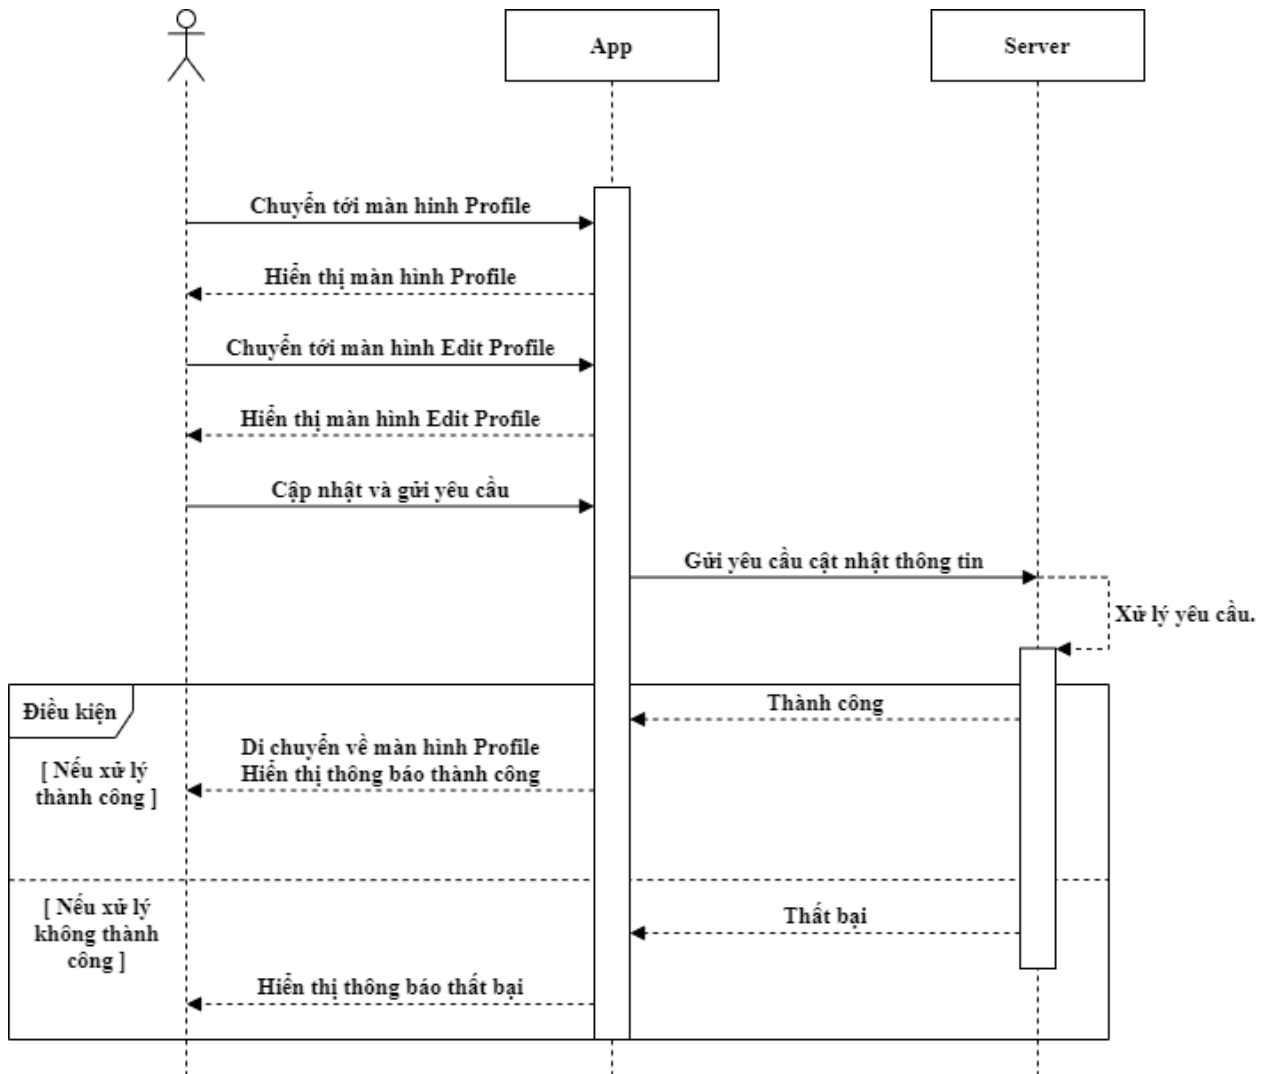 App
Server
Chuyển tới màn hình Profile
Hiển thị màn hình Profile
Chuyển tới màn hình Edit Profile
Hiển thị màn hình Edit Profile
Cập nhật và gửi yêu cầu
Gửi yêu cầu cật nhật thông tin
Xử lý yêu cầu.
Điều kiện
Thành công
[ Nếu xử lý
thành công ]
Di chuyển về màn hình Profile
Hiển thị thông báo thành công
[ Nếu xử lý
không thành
công ]
Thất bại
Hiển thị thông báo thất bại